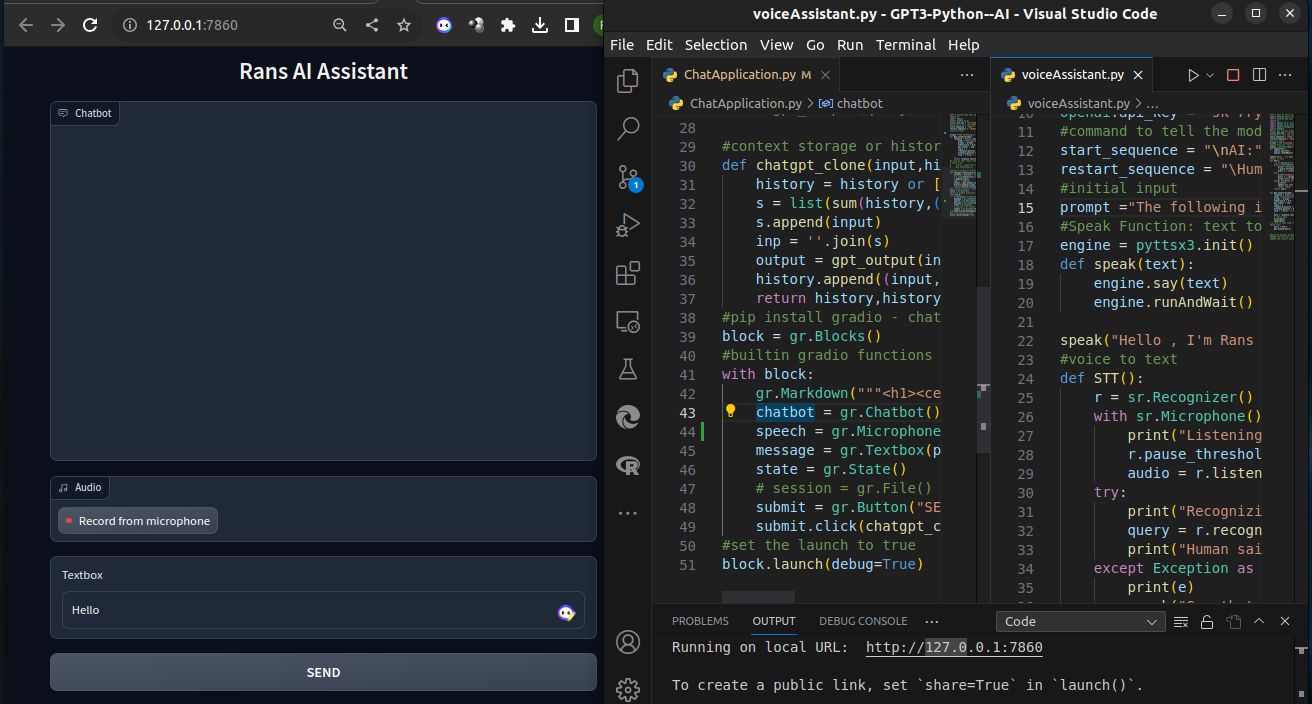 127.0.0.1:7860
Rans AI Assistant
Chatbot
Audio
Record from microphone
Textbox
Hello
SEND
voiceAssistant.py - GPT3-Python--AI - Visual Studio Code
File Edit Selection View Go Run Terminal Help
ChatApplication.py M
ChatApplication.py > chatbot
28
29 #context storage or histor
30 def chatgpt_clone(input,hi
31 history = history or [
32 s = list(sum(history,(
33 s.append(input)
34 inp = ''.join(s)
35 output = gpt_output(in
36 history.append((input,
37 return history,history
38 #pip install gradio - chat
39 block = gr.Blocks()
40 #builtin gradio functions
41 with block:
42 gr.Markdown("""<h1><ce
43 chatbot = gr.Chatbot()
44 speech = gr.Microphone
45 message = gr.Textbox(p
46 state = gr.State()
47 # session = gr.File()
48 submit = gr.Button("SE
49 submit.click(chatgpt_c
50 #set the launch to true
51 block.launch(debug=True)
voiceAssistant.py
voiceAssistant.py > ...
11 #command to tell the mod
12 start_sequence = "\nAI:"
13 restart_sequence = "\Hum
14 #initial input
15 prompt ="The following i
16 #Speak Function: text to
17 engine = pyttsx3.init()
18 def speak(text):
19 engine.say(text)
20 engine.runAndWait()
21
22 speak("Hello , I'm Rans
23 #voice to text
24 def STT():
25 r = sr.Recognizer()
26 with sr.Microphone()
27 print("Listening
28 r.pause_threshol
29 audio = r.listen
30 try:
31 print("Recognizi
32 query = r.recogn
33 print("Human sai
34 except Exception as
35 print(e)
1
PROBLEMS OUTPUT DEBUG CONSOLE ... Code
Running on local URL: http://127.0.0.1:7860
To create a public link, set `share=True` in `launch()`.